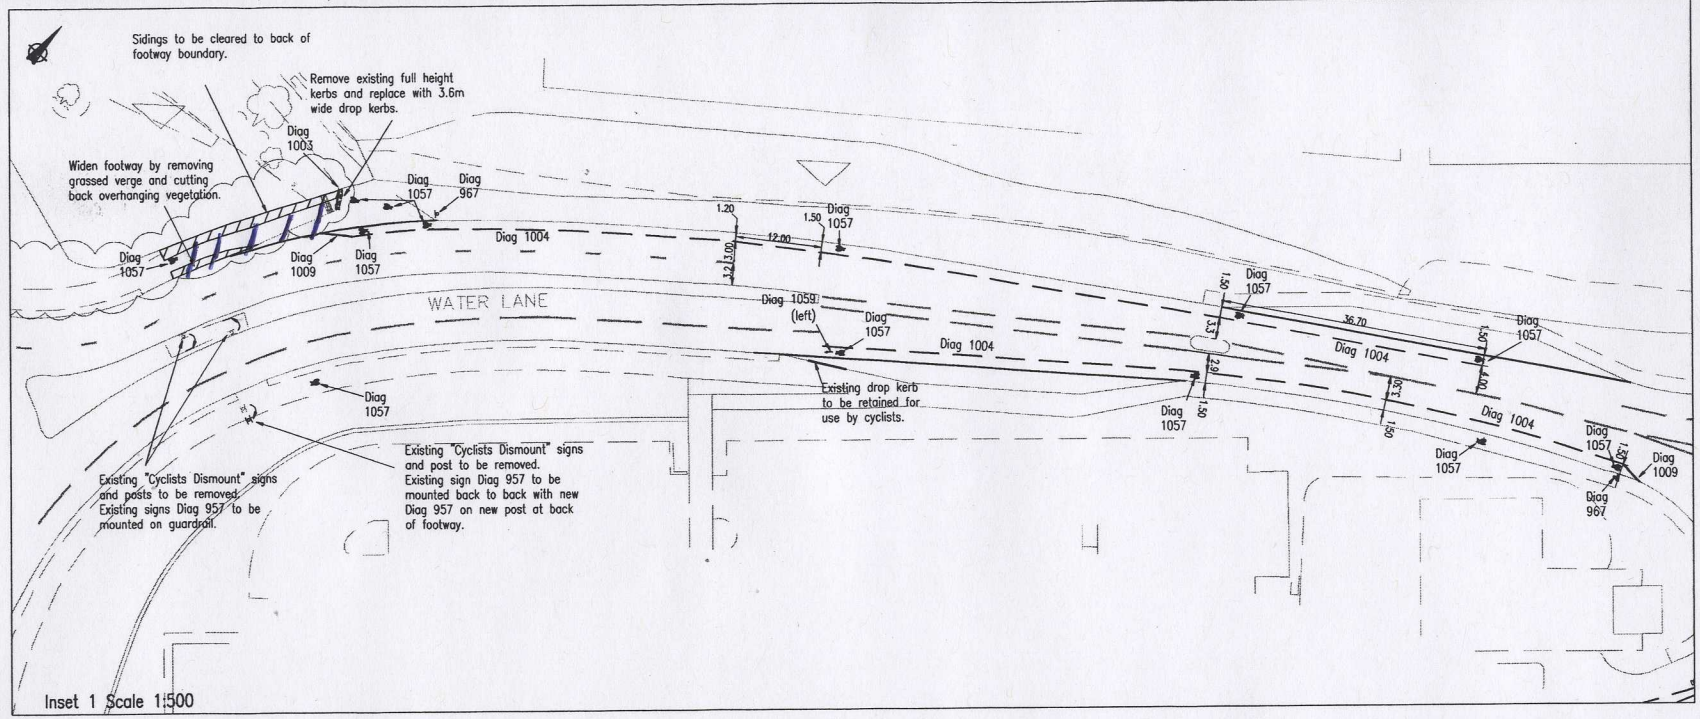 Sidings to be cleared to back of
footway boundary.
Remove existing full height
kerbs and replace with 3.6m
wide drop kerbs.
Diag
1003
Widen footway by removing
grassed verge and cutting
back overhanging vegetation.
Diag
1057
Diag
967
Diag
1057
Diag
1009
Diag
1057
Diag 1004
1.20
12.00
1.50
Diag
1057
3.00
3.2
WATER LANE
Diag 1059
(left)
Diag
1057
Diag 1004
Existing drop kerb
to be retained for
use by cyclists.
1.50
Diag
1057
3.3
2.9
1.50
Diag
1057
36.70
1.50
Diag
1057
Diag 1004
4.00
3.30
1.50
Diag 1004
Diag
1057
Diag
1057
1.50
Diag
1009
Diag
967
Diag
1057
Existing "Cyclists Dismount" signs
and posts to be removed.
Existing signs Diag 957 to be
mounted on guardrail.
Existing "Cyclists Dismount" signs
and post to be removed.
Existing sign Diag 957 to be
mounted back to back with new
Diag 957 on new post at back
of footway.
Inset 1 Scale 1:500